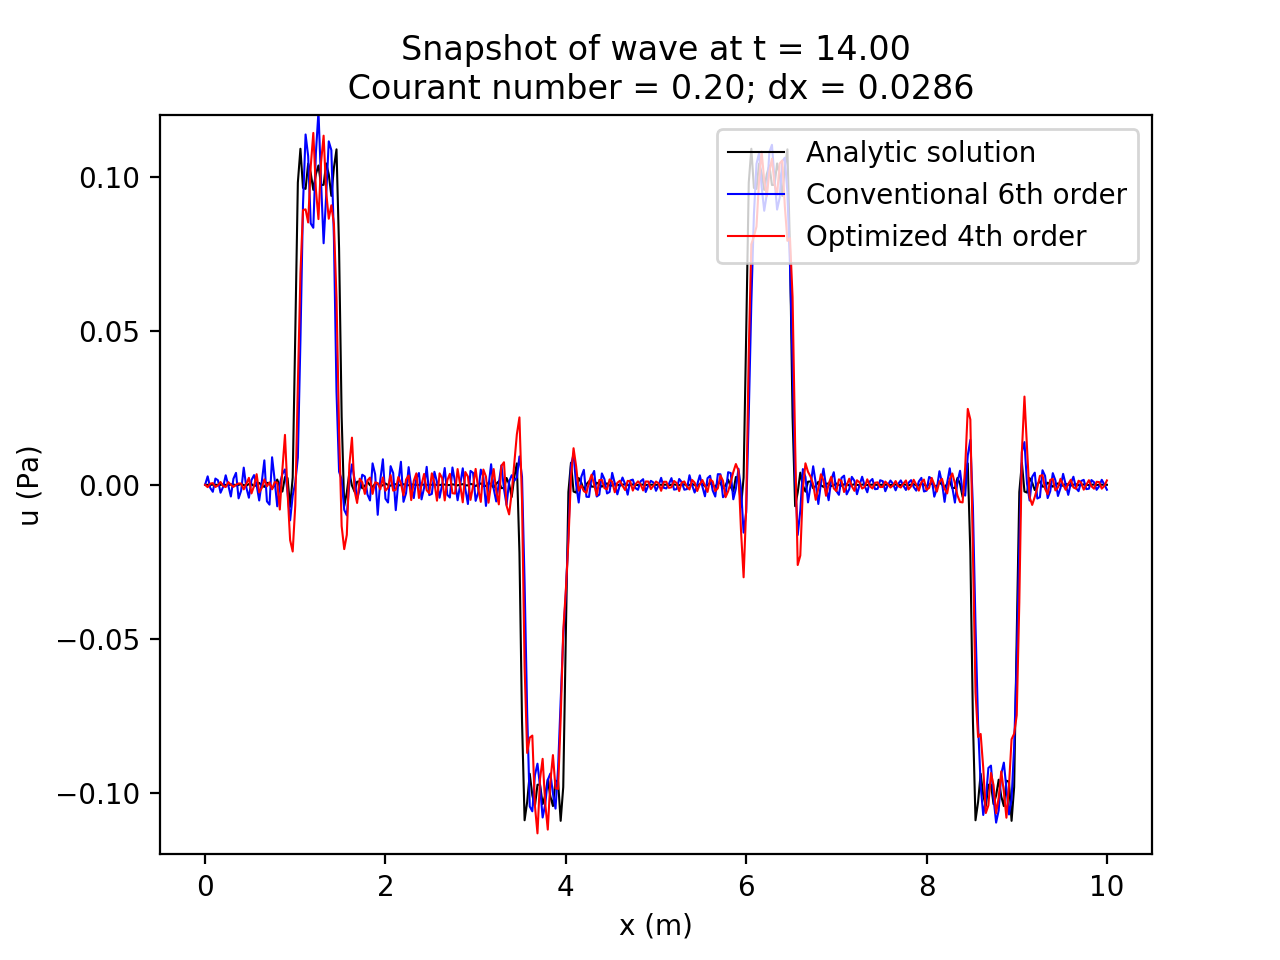 Snapshot of wave at t = 14.00
Courant number = 0.20; dx = 0.0286
Analytic solution
Conventional 6th order
Optimized 4th order
0.10
0.05
0.00
−0.05
−0.10
u (Pa)
0 2 4 6 8 10
x (m)